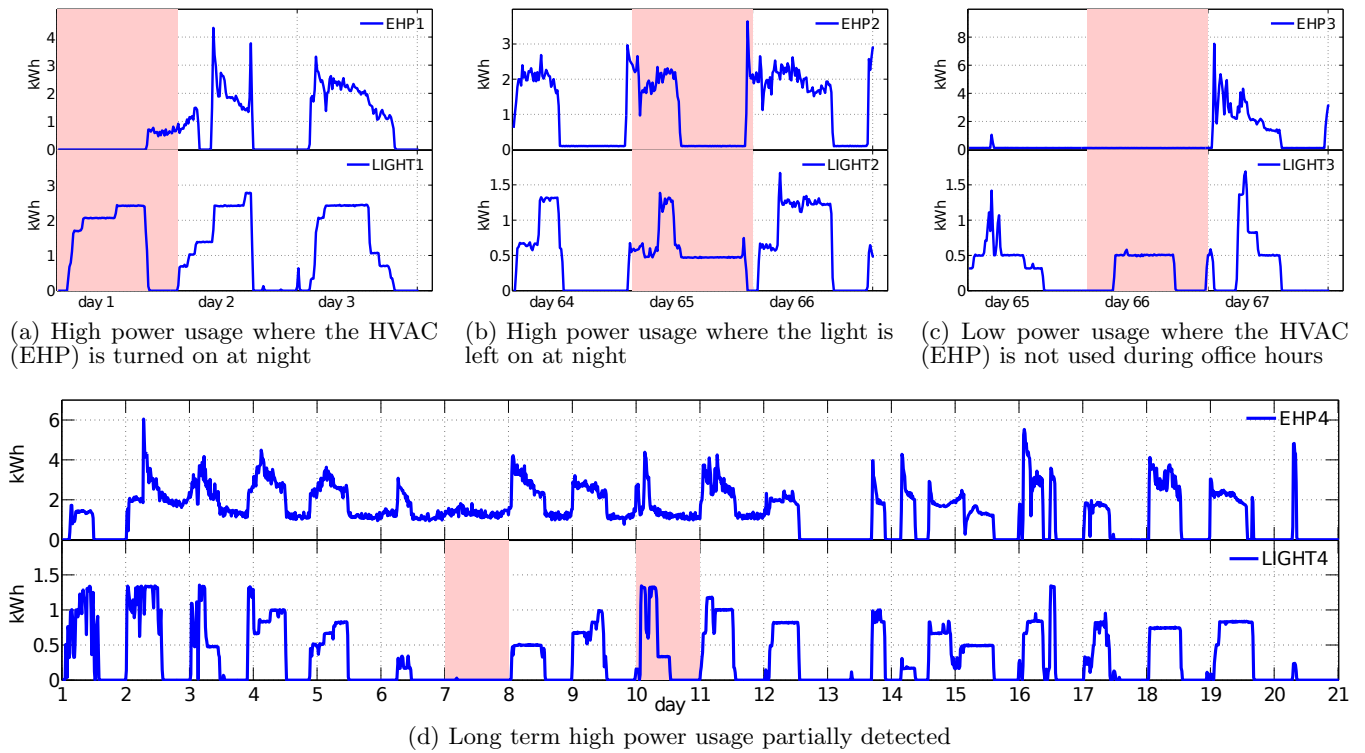 EHP1
4
3
2
1
0
kWh
LIGHT1
3
2
1
0
kWh
day 1
day 2
day 3
(a) High power usage where the HVAC
(EHP) is turned on at night
EHP2
3
2
1
0
kWh
LIGHT2
1.5
1
0.5
0
kWh
day 64
day 65
day 66
(b) High power usage where the light is
left on at night
EHP3
8
6
4
2
0
kWh
LIGHT3
1.5
1
0.5
0
kWh
day 65
day 66
day 67
(c) Low power usage where the HVAC
(EHP) is not used during office hours
EHP4
6
4
2
0
kWh
LIGHT4
1.5
1
0.5
0
kWh
1 2 3 4 5 6 7 8 9 10 11 12 13 14 15 16 17 18 19 20 21
day
(d) Long term high power usage partially detected